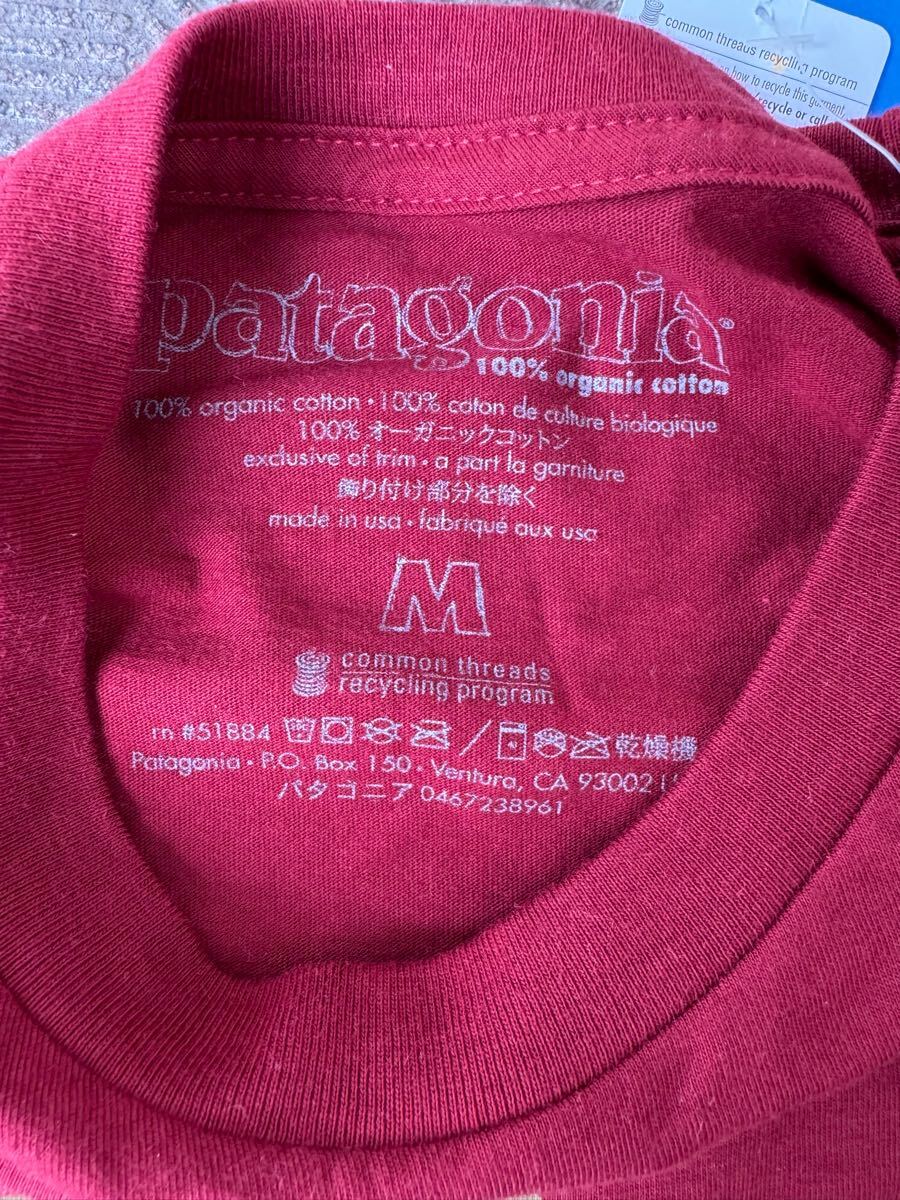 common threads recycling program
on how to recycle this garment,
/recycle or call
patagonia®
100% organic cotton
100% organic cotton • 100% coton de culture biologique
100% オーガニックコットン
exclusive of trim • a part la garniture
飾り付け部分を除く
made in usa • fabriqué aux usa
M
common threads
recycling program
rn #51884 乾燥機
Patagonia • P.O. Box 150 • Ventura, CA 93002
パタゴニア 0467238961